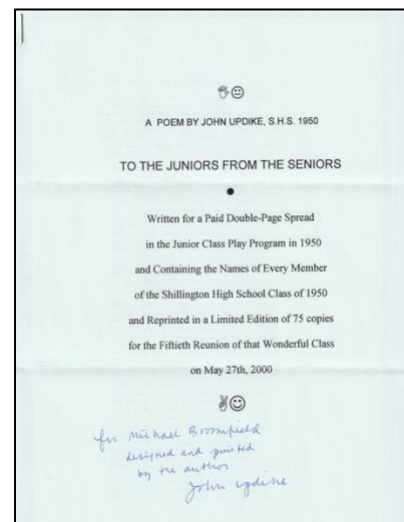 🖐😐
A POEM BY JOHN UPDIKE, S.H.S. 1950
TO THE JUNIORS FROM THE SENIORS
●
Written for a Paid Double-Page Spread
in the Junior Class Play Program in 1950
and Containing the Names of Every Member
of the Shillington High School Class of 1950
and Reprinted in a Limited Edition of 75 copies
for the Fiftieth Reunion of that Wonderful Class
on May 27th, 2000
✌☺
for Michael Broomfield
designed and printed
by the author
John Updike